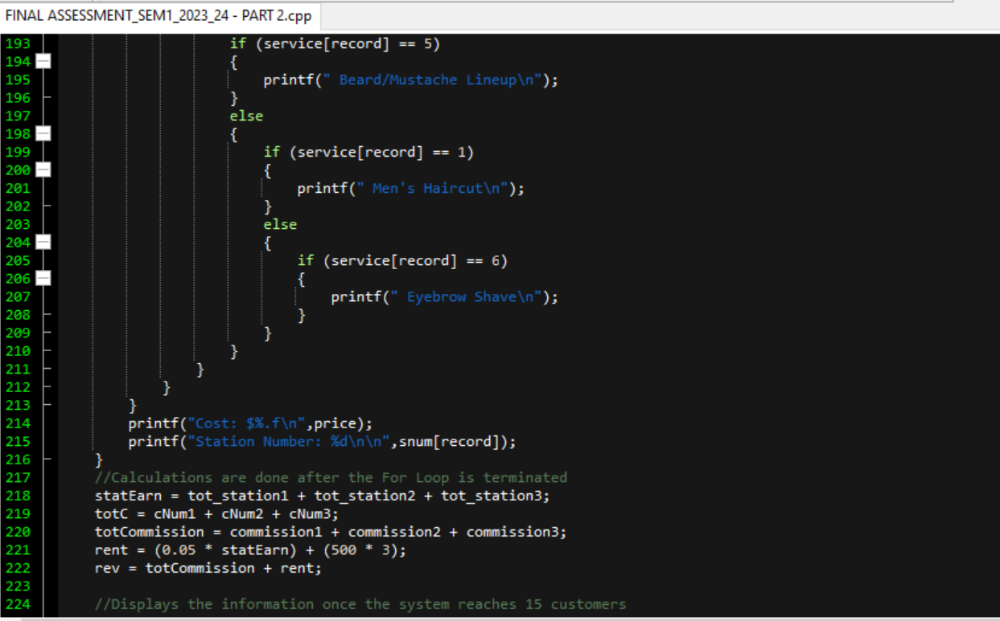 FINAL ASSESSMENT_SEM1_2023_24 - PART 2.cpp
193 if (service[record] == 5)
194 {
195 printf(" Beard/Mustache Lineup\n");
196 }
197 else
198 {
199 if (service[record] == 1)
200 {
201 printf(" Men's Haircut\n");
202 }
203 else
204 {
205 if (service[record] == 6)
206 {
207 printf(" Eyebrow Shave\n");
208 }
209 }
210 }
211 }
212 }
213 }
214 printf("Cost: $%.f\n",price);
215 printf("Station Number: %d\n\n",snum[record]);
216 }
217 //Calculations are done after the For Loop is terminated
218 statEarn = tot_station1 + tot_station2 + tot_station3;
219 totC = cNum1 + cNum2 + cNum3;
220 totCommission = commission1 + commission2 + commission3;
221 rent = (0.05 * statEarn) + (500 * 3);
222 rev = totCommission + rent;
223
224 //Displays the information once the system reaches 15 customers